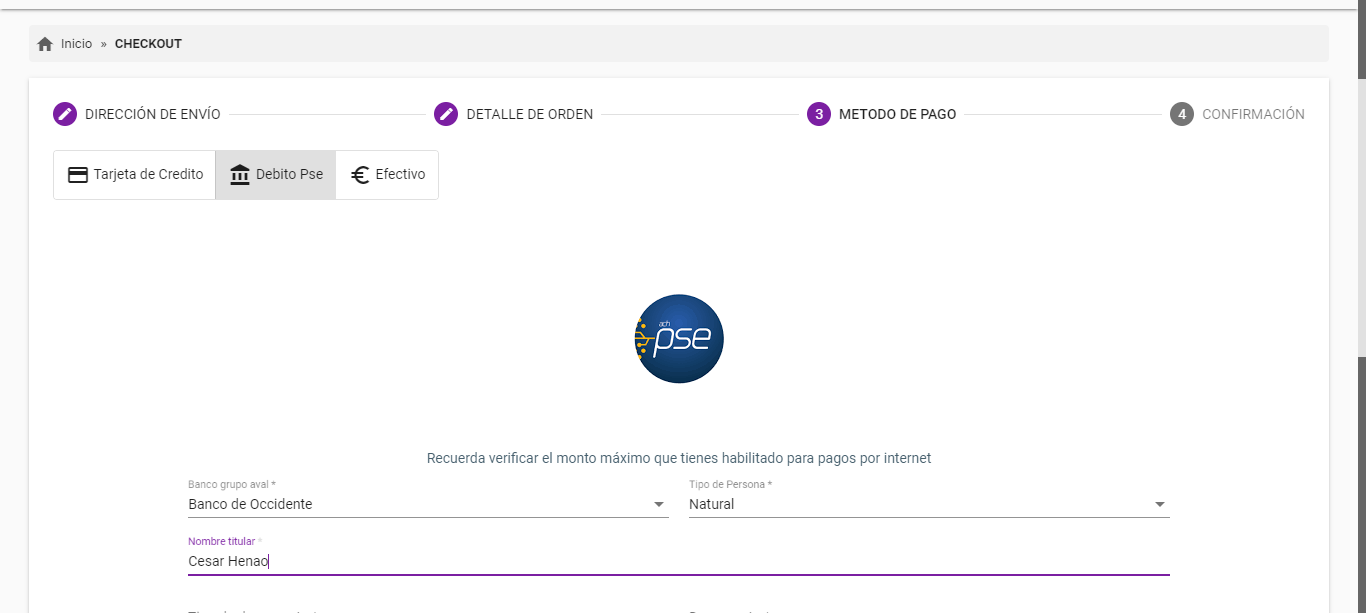 Inicio » CHECKOUT
DIRECCIÓN DE ENVÍO DETALLE DE ORDEN 3 METODO DE PAGO 4 CONFIRMACIÓN
Tarjeta de Credito Debito Pse Efectivo
ach
pse
Recuerda verificar el monto máximo que tienes habilitado para pagos por internet
Banco grupo aval * Tipo de Persona *
Banco de Occidente Natural
Nombre titular *
Cesar Henao